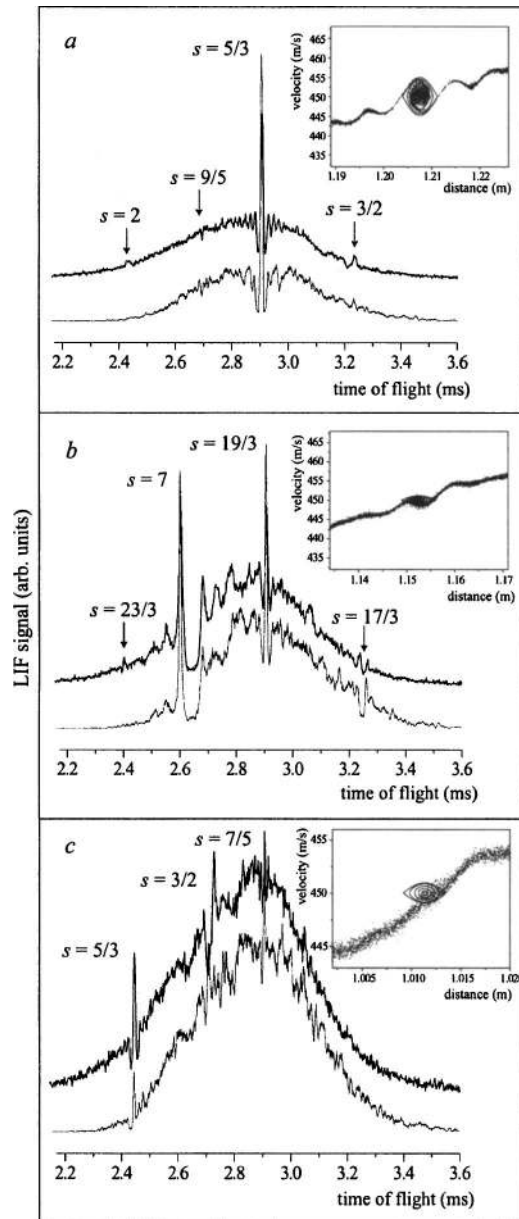 LIF signal (arb. units)
a
s = 5/3
s = 9/5
s = 2
s = 3/2
velocity (m/s)
465
460
455
450
445
440
435
1.19 1.20 1.21 1.22
distance (m)
2.2 2.4 2.6 2.8 3.0 3.2 3.4 3.6
time of flight (ms)
b
s = 19/3
s = 7
s = 23/3
s = 17/3
velocity (m/s)
465
460
455
450
445
440
435
1.14 1.15 1.16 1.17
distance (m)
2.2 2.4 2.6 2.8 3.0 3.2 3.4 3.6
time of flight (ms)
c
s = 7/5
s = 3/2
s = 5/3
velocity (m/s)
455
450
445
1.005 1.010 1.015 1.020
distance (m)
2.2 2.4 2.6 2.8 3.0 3.2 3.4 3.6
time of flight (ms)